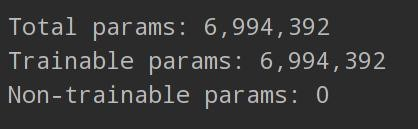 Total params: 6,994,392
Trainable params: 6,994,392
Non-trainable params: 0